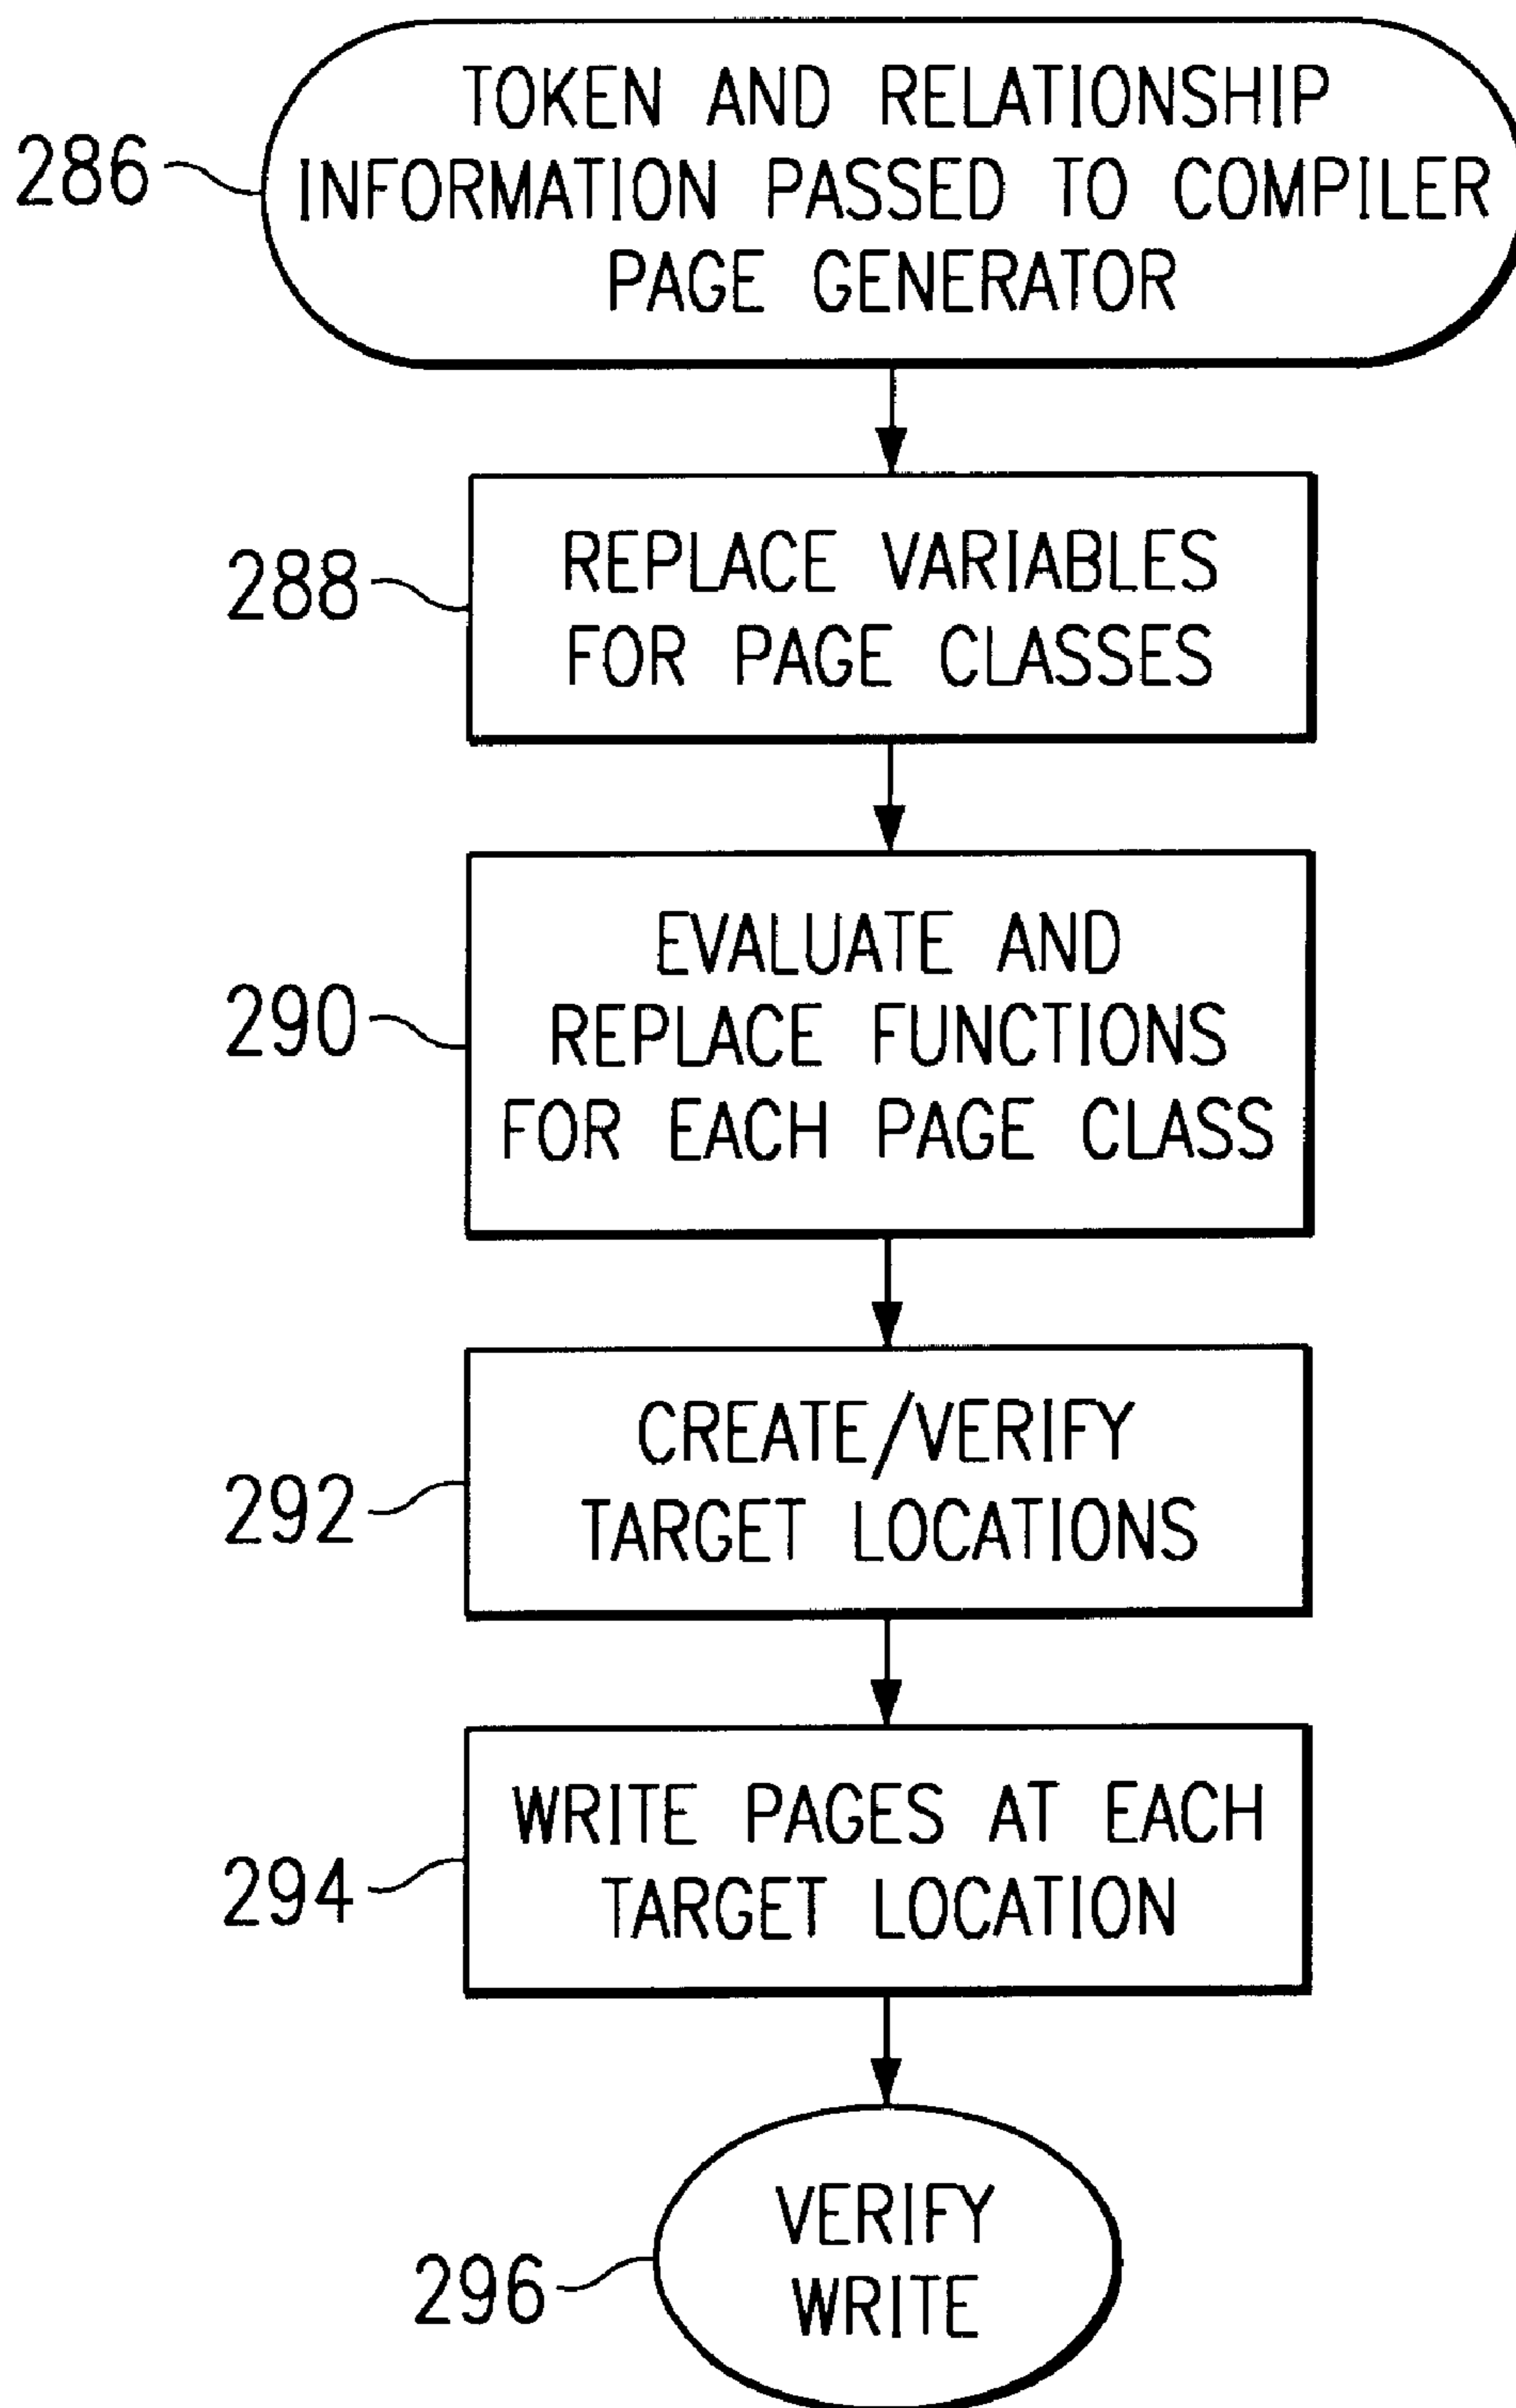 TOKEN AND RELATIONSHIP
286
INFORMATION PASSED TO COMPILER
PAGE GENERATOR
288
REPLACE VARIABLES
FOR PAGE CLASSES
290
EVALUATE AND
REPLACE FUNCTIONS
FOR EACH PAGE CLASS
292
CREATE/VERIFY
TARGET LOCATIONS
294
WRITE PAGES AT EACH
TARGET LOCATION
296
VERIFY
WRITE